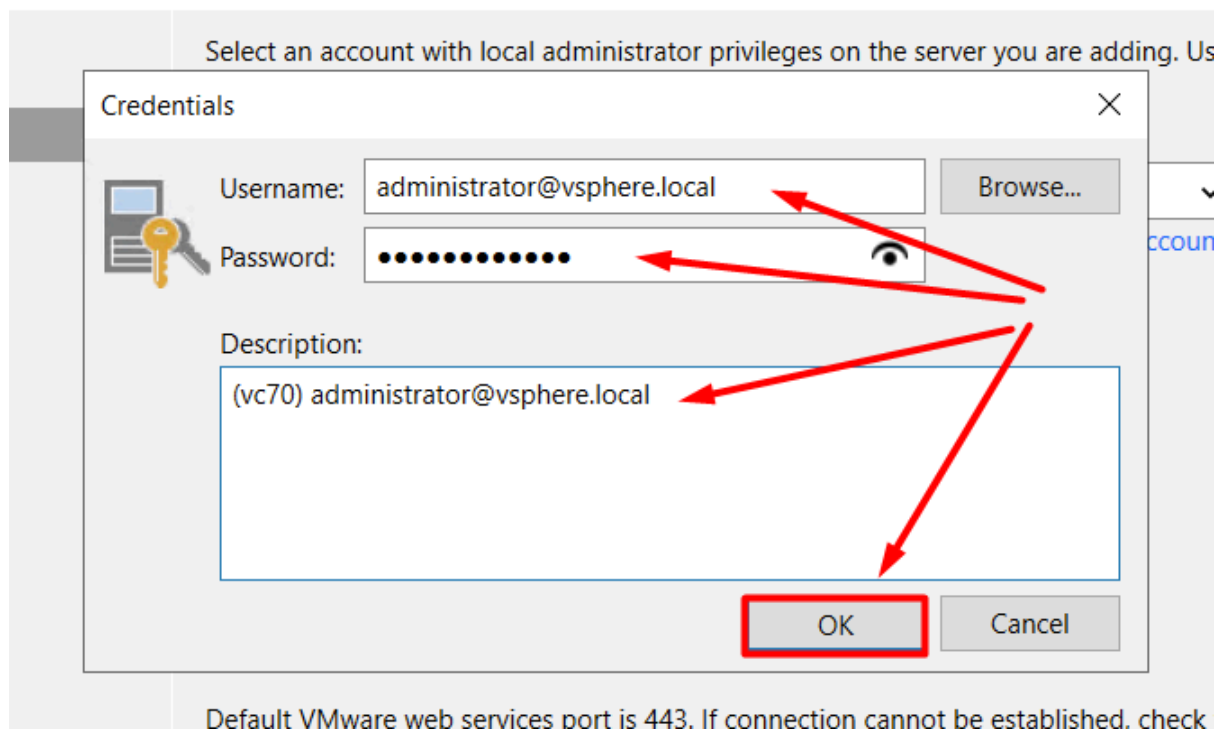 Select an account with local administrator privileges on the server you are adding. Us
Credentials
Username: administrator@vsphere.local Browse...
ccoun
Password: ●●●●●●●●●●●●
Description:
(vc70) administrator@vsphere.local
OK Cancel
Default VMware web services port is 443. If connection cannot be established, check